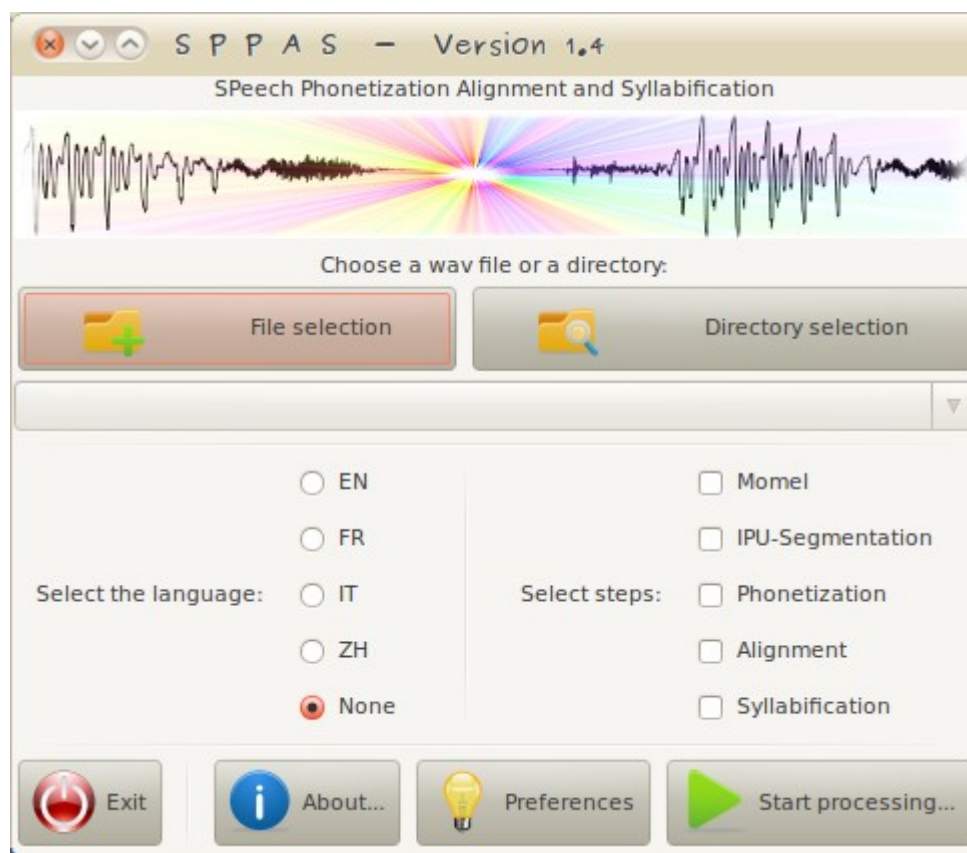 SPPAS - Version 1.4
SPeech Phonetization Alignment and Syllabification
Choose a wav file or a directory:
File selection
Directory selection
Select the language:
EN
FR
IT
ZH
None
Select steps:
Momel
IPU-Segmentation
Phonetization
Alignment
Syllabification
Exit
About...
Preferences
Start processing...